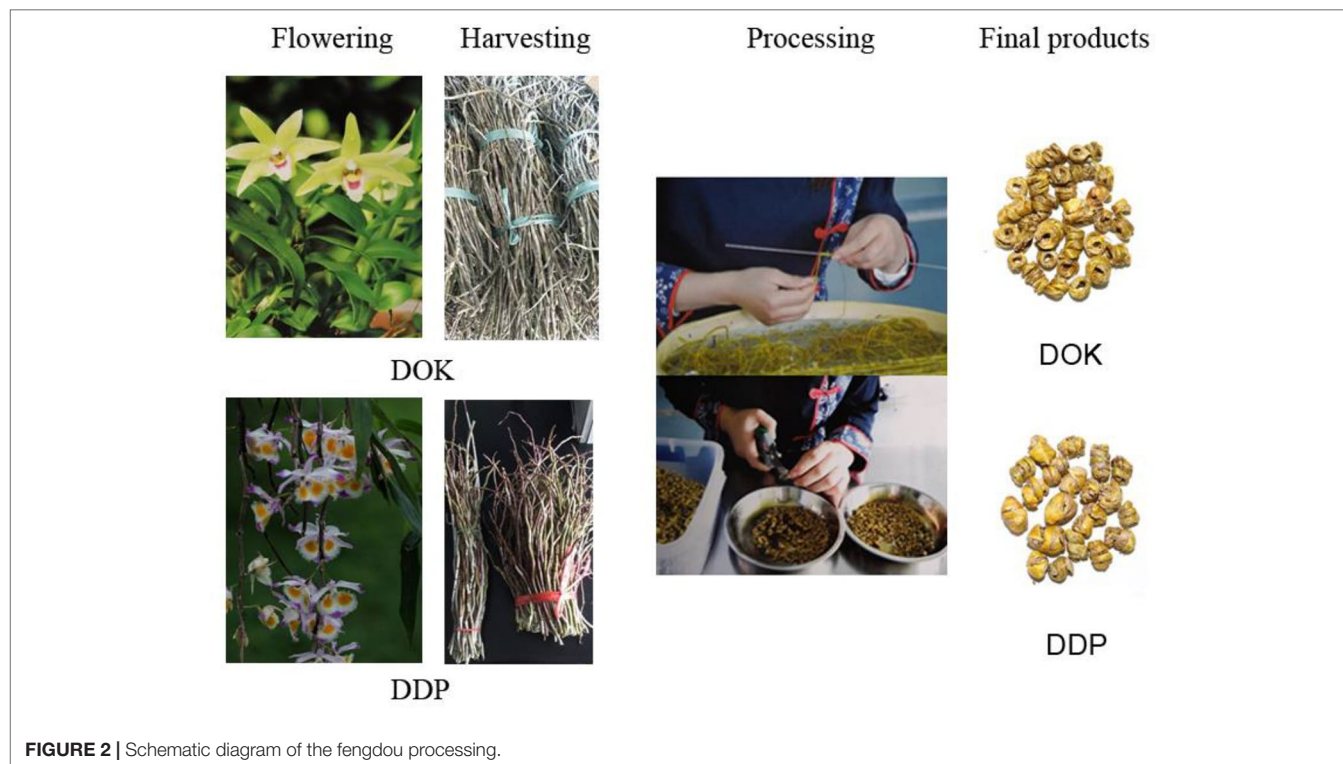 Flowering
Harvesting
Processing
Final products
DOK
DOK
DDP
DDP
FIGURE 2 | Schematic diagram of the fengdou processing.